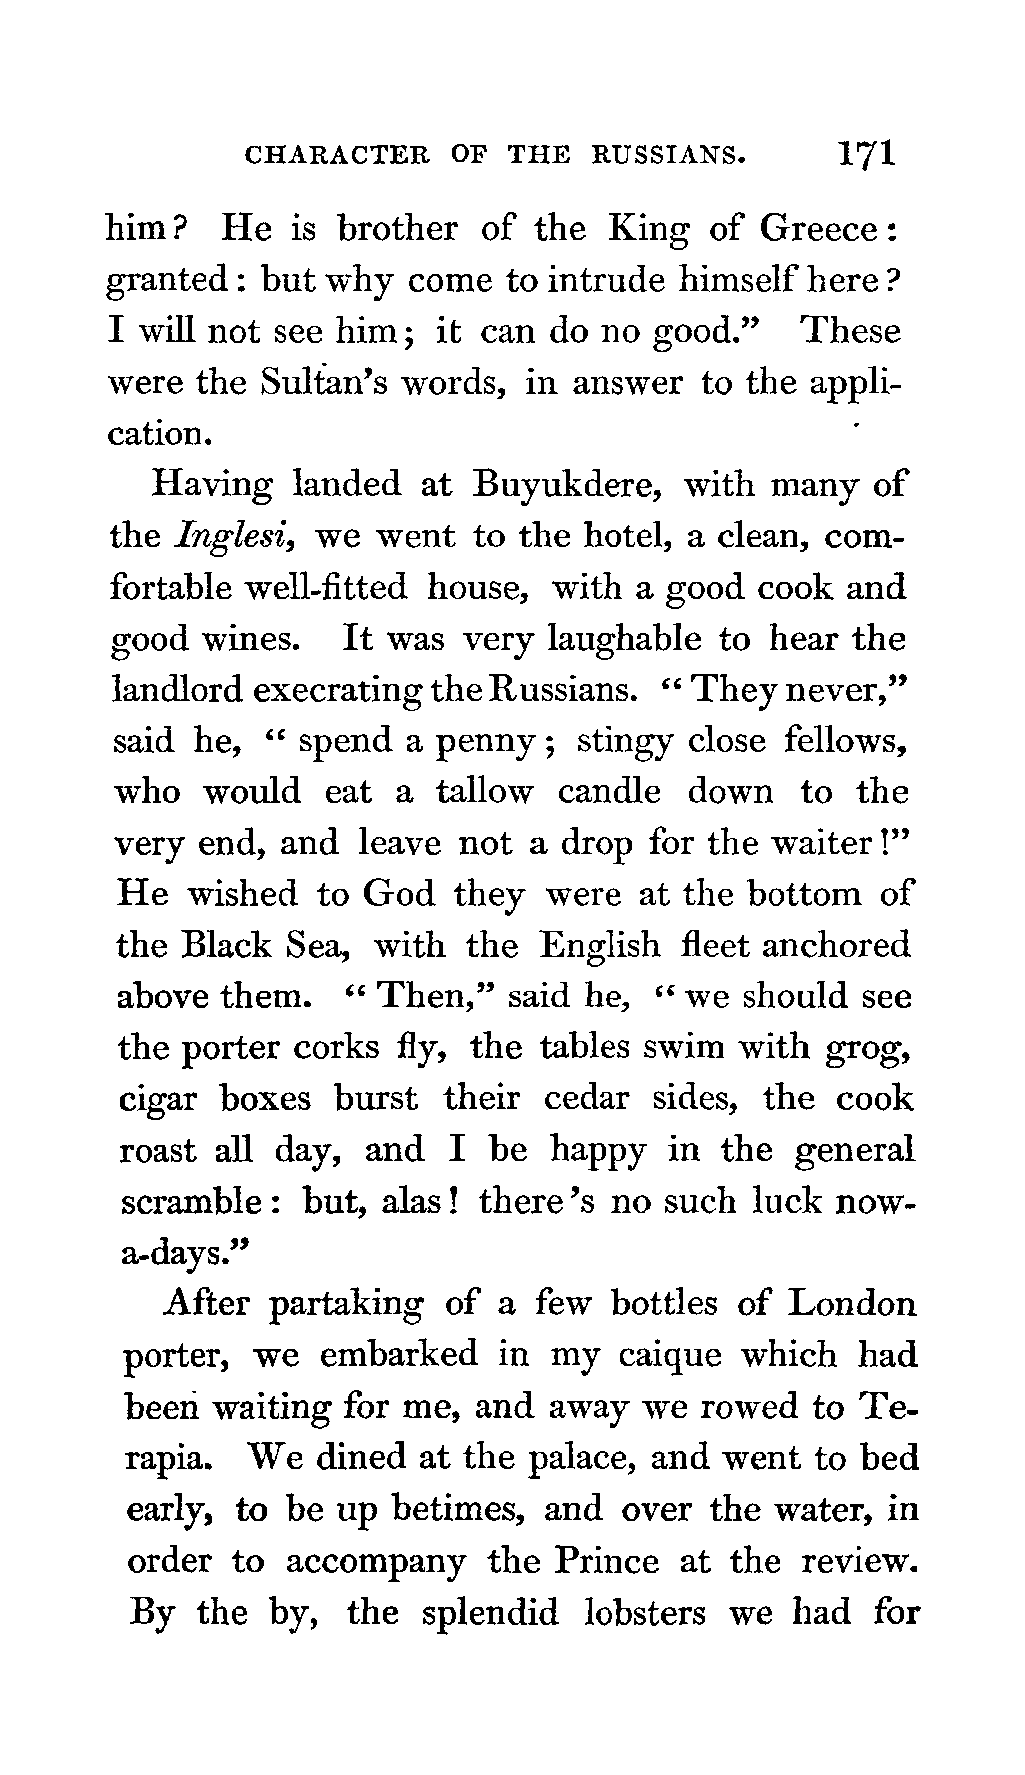 CHARACTER OF THE RUSSIANS. 171
him? He is brother of the King of Greece:
granted: but why come to intrude himself here?
I will not see him; it can do no good.” These
were the Sultan’s words, in answer to the appli-
cation.
Having landed at Buyukdere, with many of
the Inglesi, we went to the hotel, a clean, com-
fortable well-fitted house, with a good cook and
good wines. It was very laughable to hear the
landlord execrating the Russians. “They never,”
said he, “spend a penny; stingy close fellows,
who would eat a tallow candle down to the
very end, and leave not a drop for the waiter!”
He wished to God they were at the bottom of
the Black Sea, with the English fleet anchored
above them. “Then,” said he, “we should see
the porter corks fly, the tables swim with grog,
cigar boxes burst their cedar sides, the cook
roast all day, and I be happy in the general
scramble: but, alas! there’s no such luck now-
a-days.”
After partaking of a few bottles of London
porter, we embarked in my caique which had
been waiting for me, and away we rowed to Te-
rapia. We dined at the palace, and went to bed
early, to be up betimes, and over the water, in
order to accompany the Prince at the review.
By the by, the splendid lobsters we had for